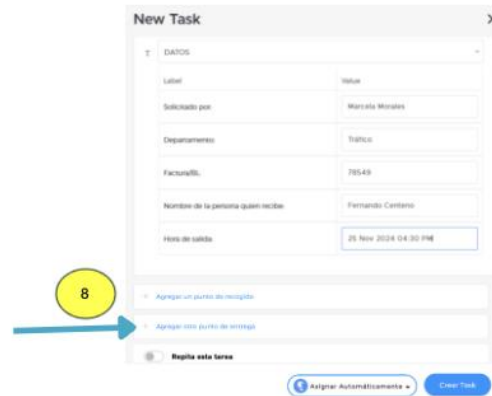 New Task
T DATOS
Label Value
Solicitado por: Marcela Morales
Departamento: Tráfico
Factura/BL: 78549
Nombre de la persona quien recibe: Fernando Centeno
Hora de salida 25 Nov 2024 04:30 PM
8
Agregar un punto de recogida
Agregar otro punto de entrega
Repita esta tarea
Asignar Automáticamente
Crear Task